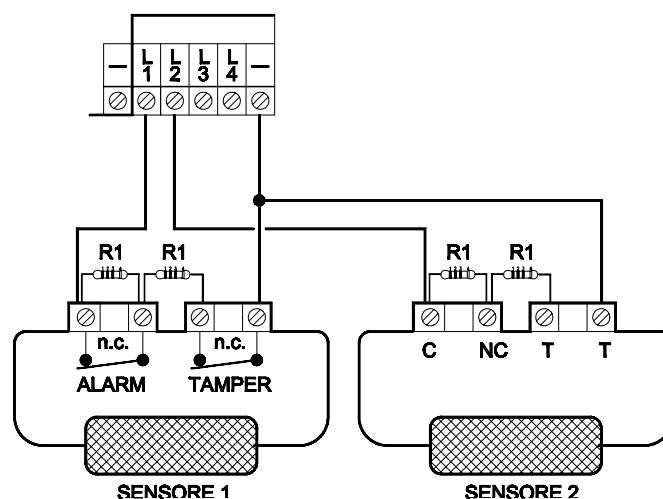 — L1 L2 L3 L4 —
R1 R1 R1 R1
n.c. n.c. C NC T T
ALARM TAMPER
SENSORE 1 SENSORE 2